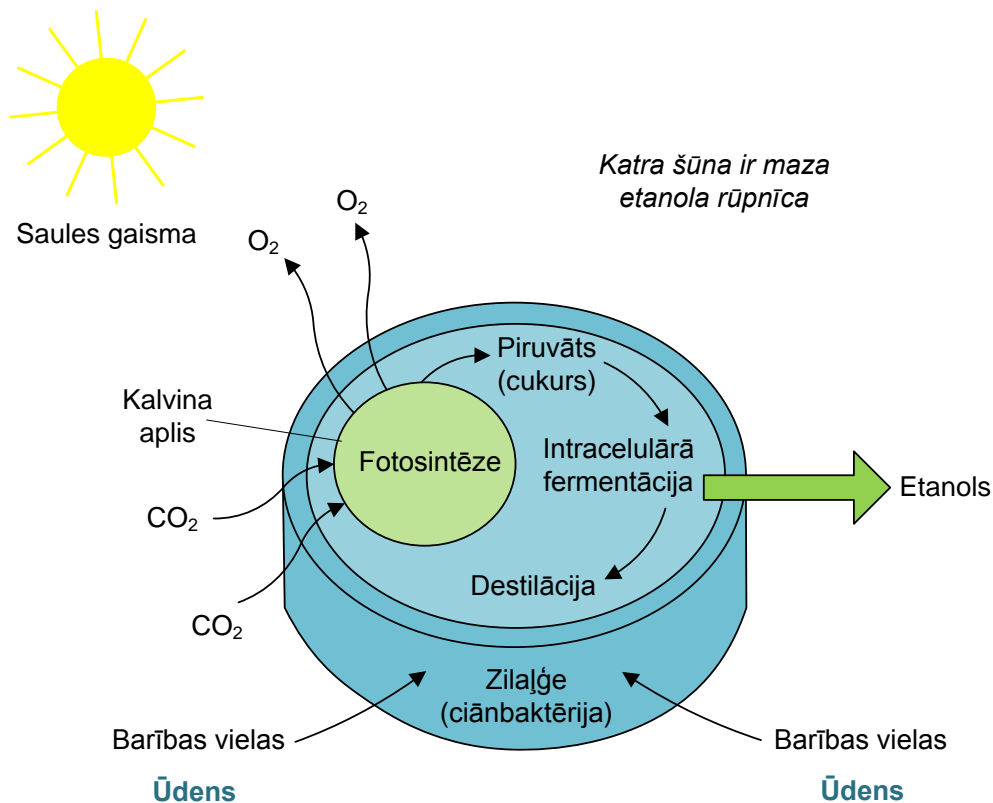 Katra šūna ir maza
etanola rūpnīca
Saules gaisma
O₂
O₂
Piruvāts
(cukurs)
Kalvina
aplis
Fotosintēze
Intracelulārā
fermentācija
Etanols
CO₂
Destilācija
CO₂
Zilaļģe
(ciānbaktērija)
Barības vielas
Barības vielas
Ūdens
Ūdens